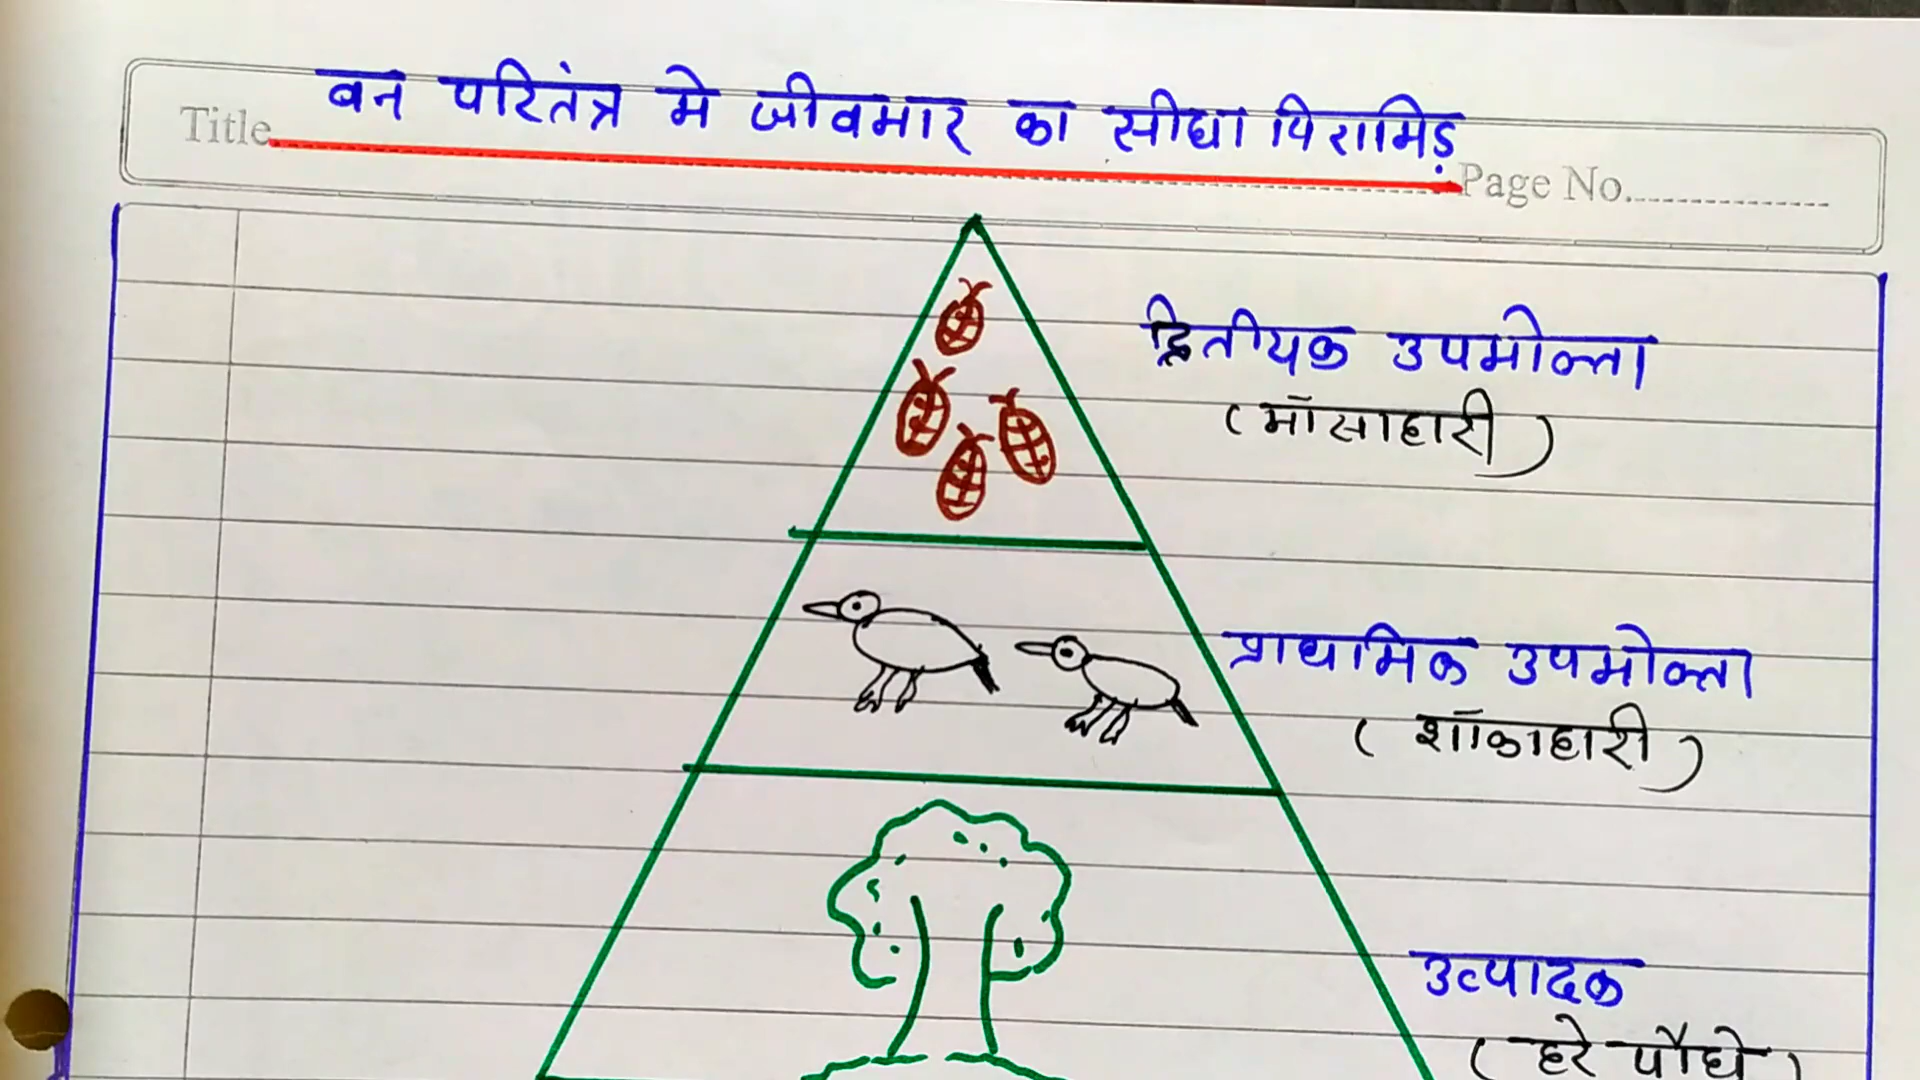 वन परितंत्र मे जीवभार का सीधा पिरामिड़
Title
Page No.
द्वितीयक उपभोक्ता
(माॅसाहारी)
प्राथमिक उपभोक्ता
(शाॅकाहारी)
उत्पादक
(हरे पौधे)